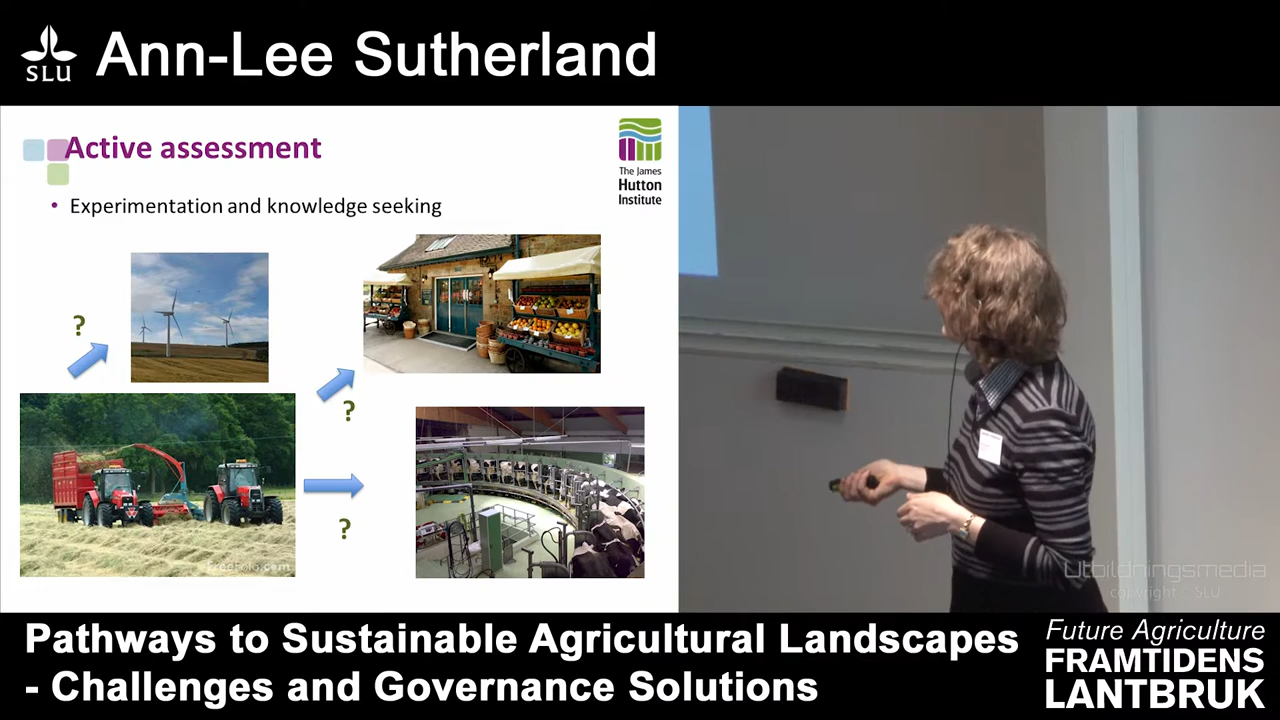 SLU
Ann-Lee Sutherland
Active assessment
The James
Hutton
Institute
• Experimentation and knowledge seeking
?
?
?
Freefoto.com
Utbildningsmedia
copyright © SLU
Pathways to Sustainable Agricultural Landscapes
- Challenges and Governance Solutions
Future Agriculture
FRAMTIDENS
LANTBRUK